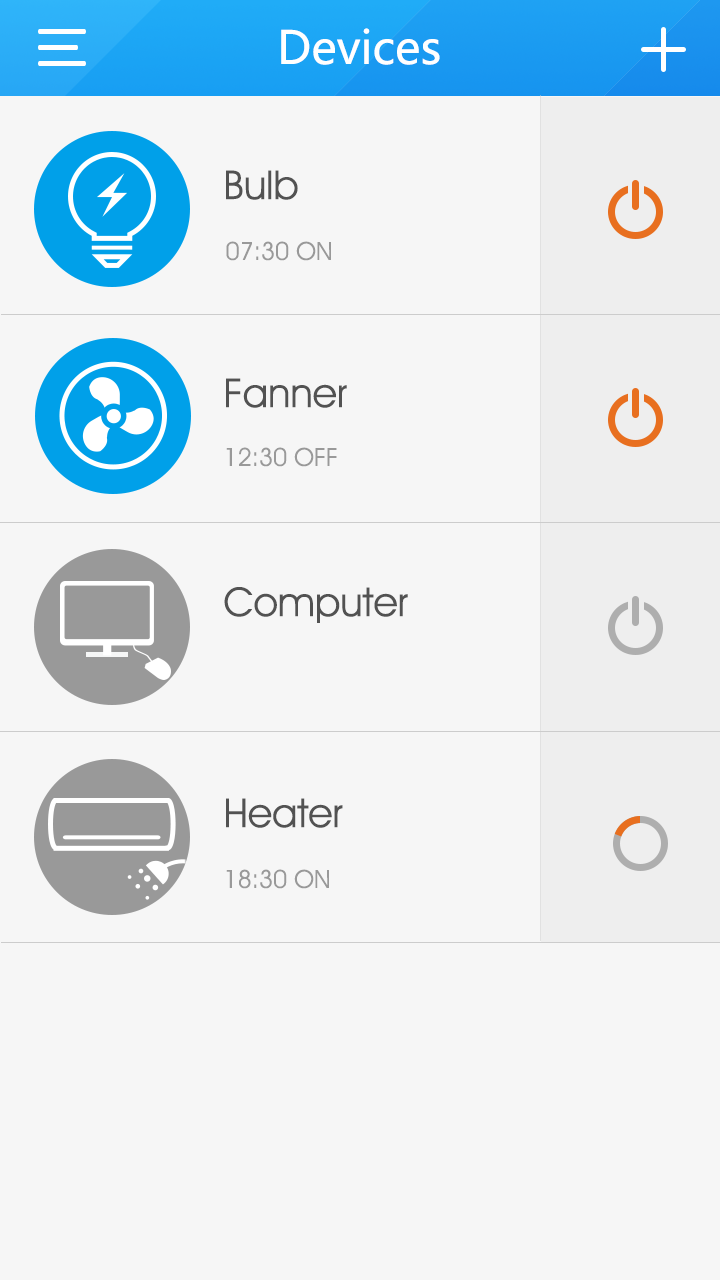 Devices
Bulb
07:30 ON
Fanner
12:30 OFF
Computer
Heater
18:30 ON